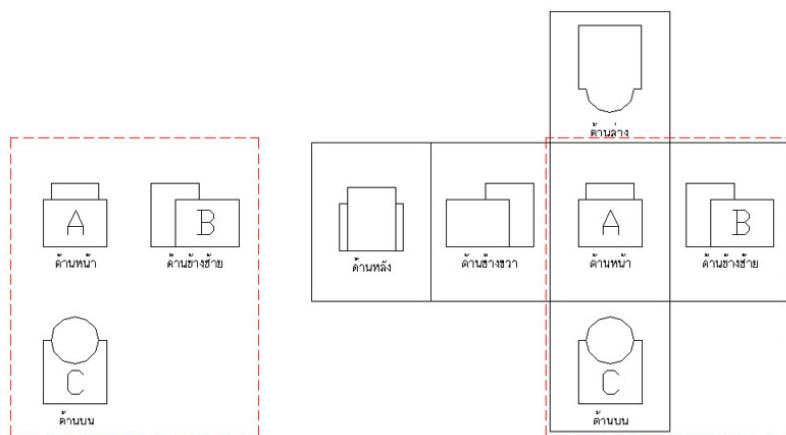 ด้านล่าง
A B
ด้านหน้า ด้านข้างซ้าย
A B
ด้านหลัง ด้านข้างขวา ด้านหน้า ด้านข้างซ้าย
C
ด้านบน
C
ด้านบน